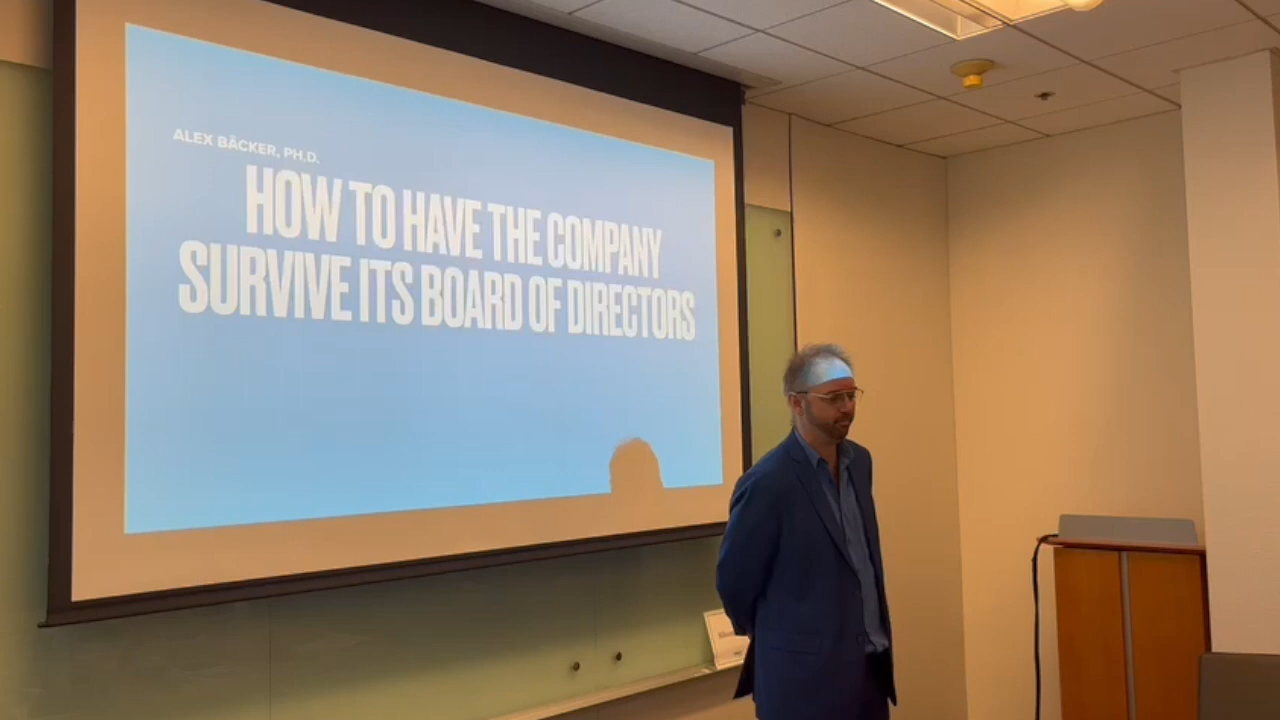 ALEX BÄCKER, PH.D.
HOW TO HAVE THE COMPANY
SURVIVE ITS BOARD OF DIRECTORS